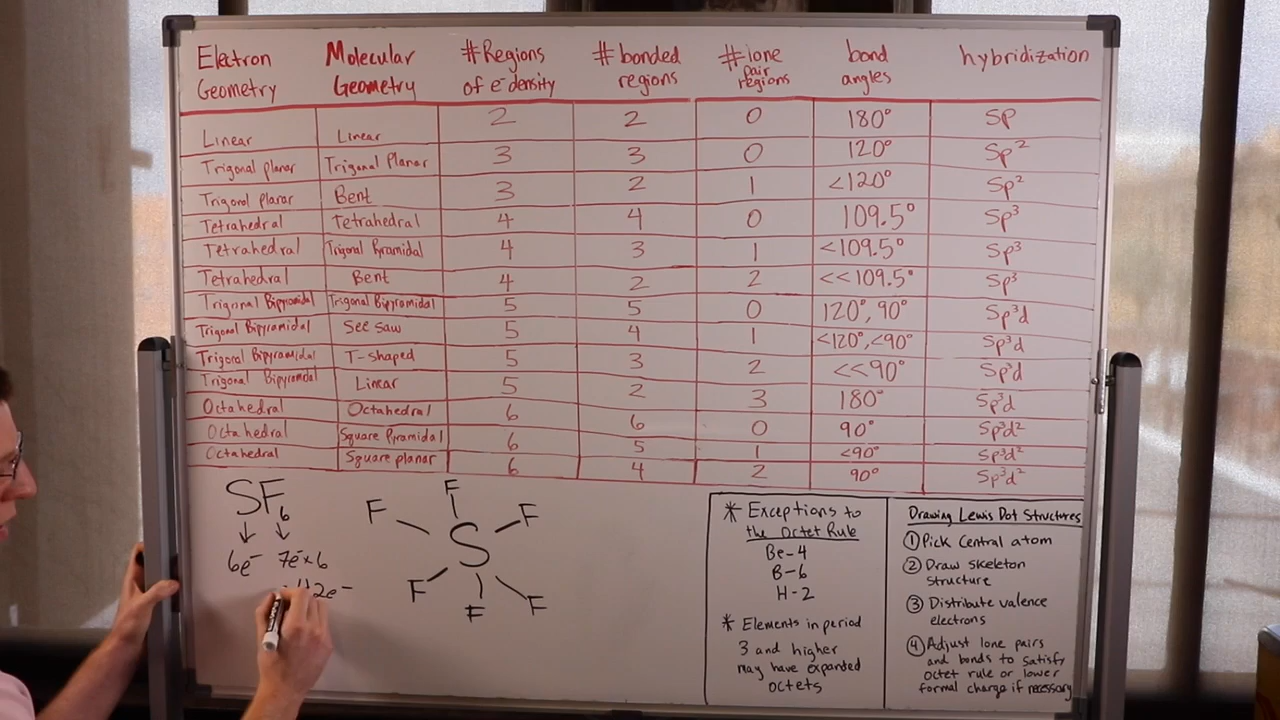 Electron Geometry | Molecular Geometry | #Regions of e⁻density | #bonded regions | #lone pair regions | bond angles | hybridization
Linear | Linear | 2 | 2 | 0 | 180° | Sp
Trigonal planar | Trigonal Planar | 3 | 3 | 0 | 120° | Sp²
Trigonal planar | Bent | 3 | 2 | 1 | <120° | Sp²
Tetrahedral | Tetrahedral | 4 | 4 | 0 | 109.5° | Sp³
Tetrahedral | Trigonal Pyramidal | 4 | 3 | 1 | <109.5° | Sp³
Tetrahedral | Bent | 4 | 2 | 2 | <<109.5° | Sp³
Trigonal Bipyramidal | Trigonal Bipyramidal | 5 | 5 | 0 | 120°, 90° | Sp³d
Trigonal Bipyramidal | See saw | 5 | 4 | 1 | <120°,<90° | Sp³d
Trigonal Bipyramidal | T-shaped | 5 | 3 | 2 | <<90° | Sp³d
Trigonal Bipyramidal | Linear | 5 | 2 | 3 | 180° | Sp³d
Octahedral | Octahedral | 6 | 6 | 0 | 90° | Sp³d²
Octahedral | Square Pyramidal | 6 | 5 | 1 | <90° | Sp³d²
Octahedral | Square planar | 6 | 4 | 2 | 90° | Sp³d²
SF₆
6e⁻ 7e⁻×6
42e⁻
F
F F
S
F F
F
* Exceptions to
the Octet Rule
Be-4
B-6
H-2
* Elements in period
3 and higher
may have expanded
octets
Drawing Lewis Dot Structures
① Pick Central atom
② Draw skeleton
structure
③ Distribute valence
electrons
④ Adjust lone pairs
and bonds to satisfy
octet rule or lower
formal charge if necessary